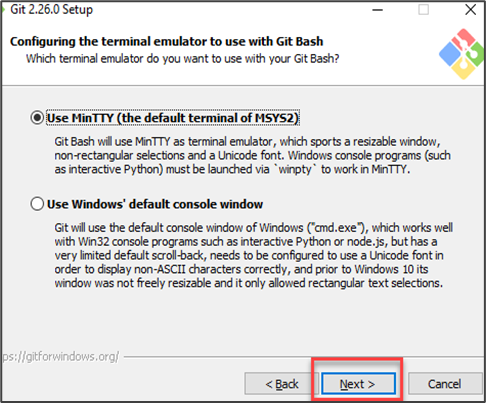 Git 2.26.0 Setup
Configuring the terminal emulator to use with Git Bash
Which terminal emulator do you want to use with your Git Bash?
Use MinTTY (the default terminal of MSYS2)
Git Bash will use MinTTY as terminal emulator, which sports a resizable window,
non-rectangular selections and a Unicode font. Windows console programs (such
as interactive Python) must be launched via `winpty` to work in MinTTY.
Use Windows' default console window
Git will use the default console window of Windows ("cmd.exe"), which works well
with Win32 console programs such as interactive Python or node.js, but has a
very limited default scroll-back, needs to be configured to use a Unicode font in
order to display non-ASCII characters correctly, and prior to Windows 10 its
window was not freely resizable and it only allowed rectangular text selections.
ps://gitforwindows.org/
< Back Next > Cancel